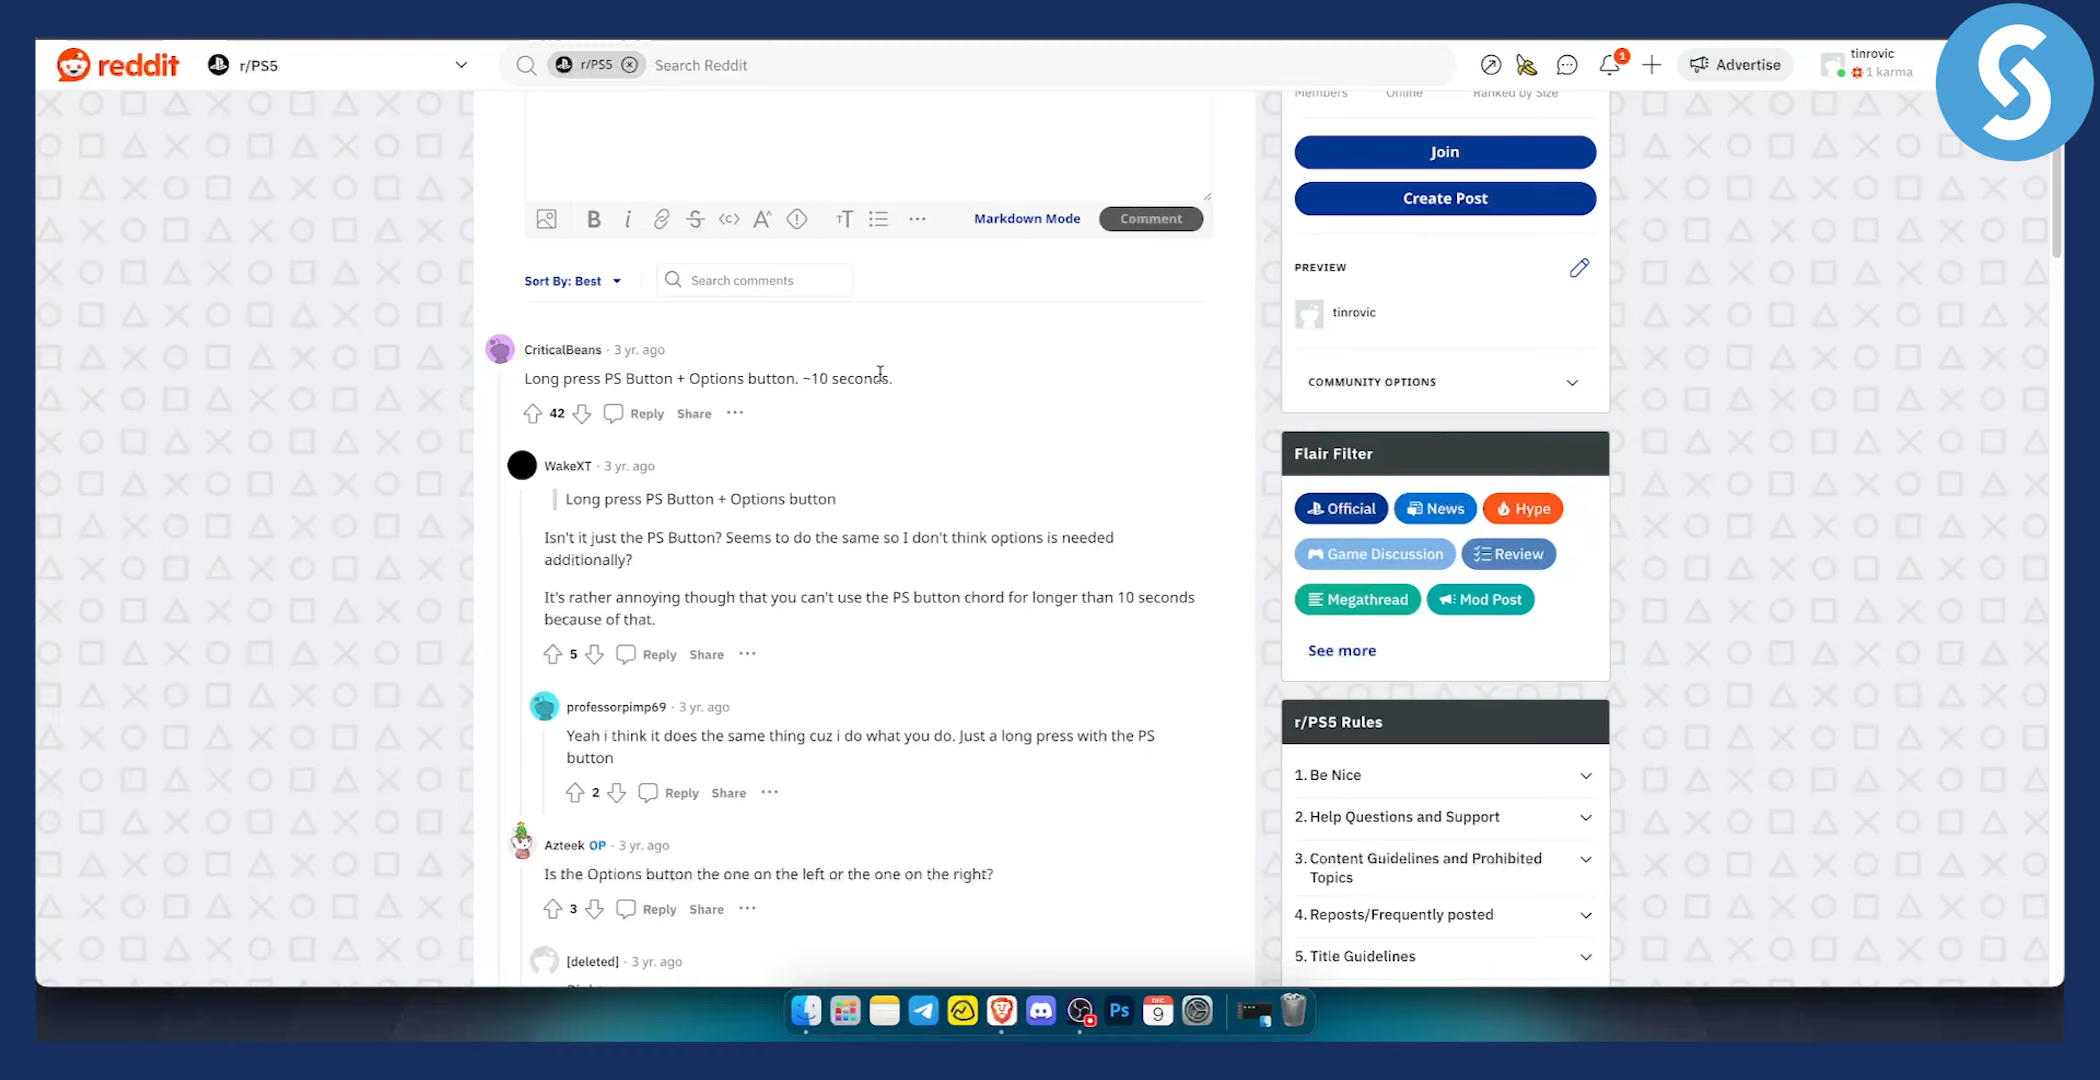 reddit
r/PS5
r/PS5
Search Reddit
1
Advertise
tinrovic
1 karma
S
Members Online Ranked by Size
Join
Create Post
Markdown Mode
Comment
PREVIEW
tinrovic
COMMUNITY OPTIONS
Sort By: Best
Search comments
CriticalBeans · 3 yr. ago
Long press PS Button + Options button. ~10 seconds.
42 Reply Share ···
WakeXT · 3 yr. ago
Long press PS Button + Options button
Isn't it just the PS Button? Seems to do the same so I don't think options is needed
additionally?
It's rather annoying though that you can't use the PS button chord for longer than 10 seconds
because of that.
5 Reply Share ···
professorpimp69 · 3 yr. ago
Yeah i think it does the same thing cuz i do what you do. Just a long press with the PS
button
2 Reply Share ···
Azteek OP · 3 yr. ago
Is the Options button the one on the left or the one on the right?
3 Reply Share ···
[deleted] · 3 yr. ago
Flair Filter
Official
News
Hype
Game Discussion
Review
Megathread
Mod Post
See more
r/PS5 Rules
1. Be Nice
2. Help Questions and Support
3. Content Guidelines and Prohibited
Topics
4. Reposts/Frequently posted
5. Title Guidelines
Ps
DEC
9